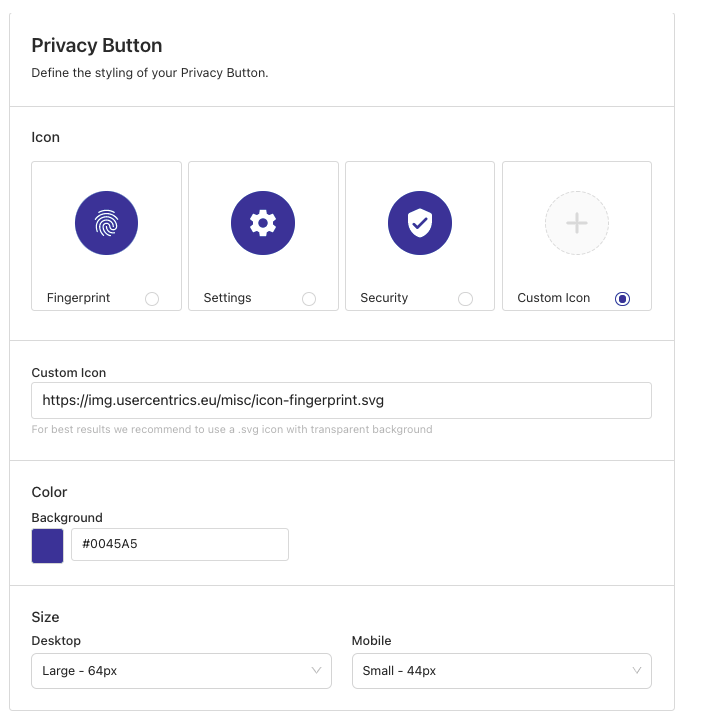 Privacy Button
Define the styling of your Privacy Button.
Icon
Fingerprint
Settings
Security
Custom Icon
Custom Icon
https://img.usercentrics.eu/misc/icon-fingerprint.svg
For best results we recommend to use a .svg icon with transparent background
Color
Background
#0045A5
Size
Desktop
Mobile
Large - 64px
Small - 44px